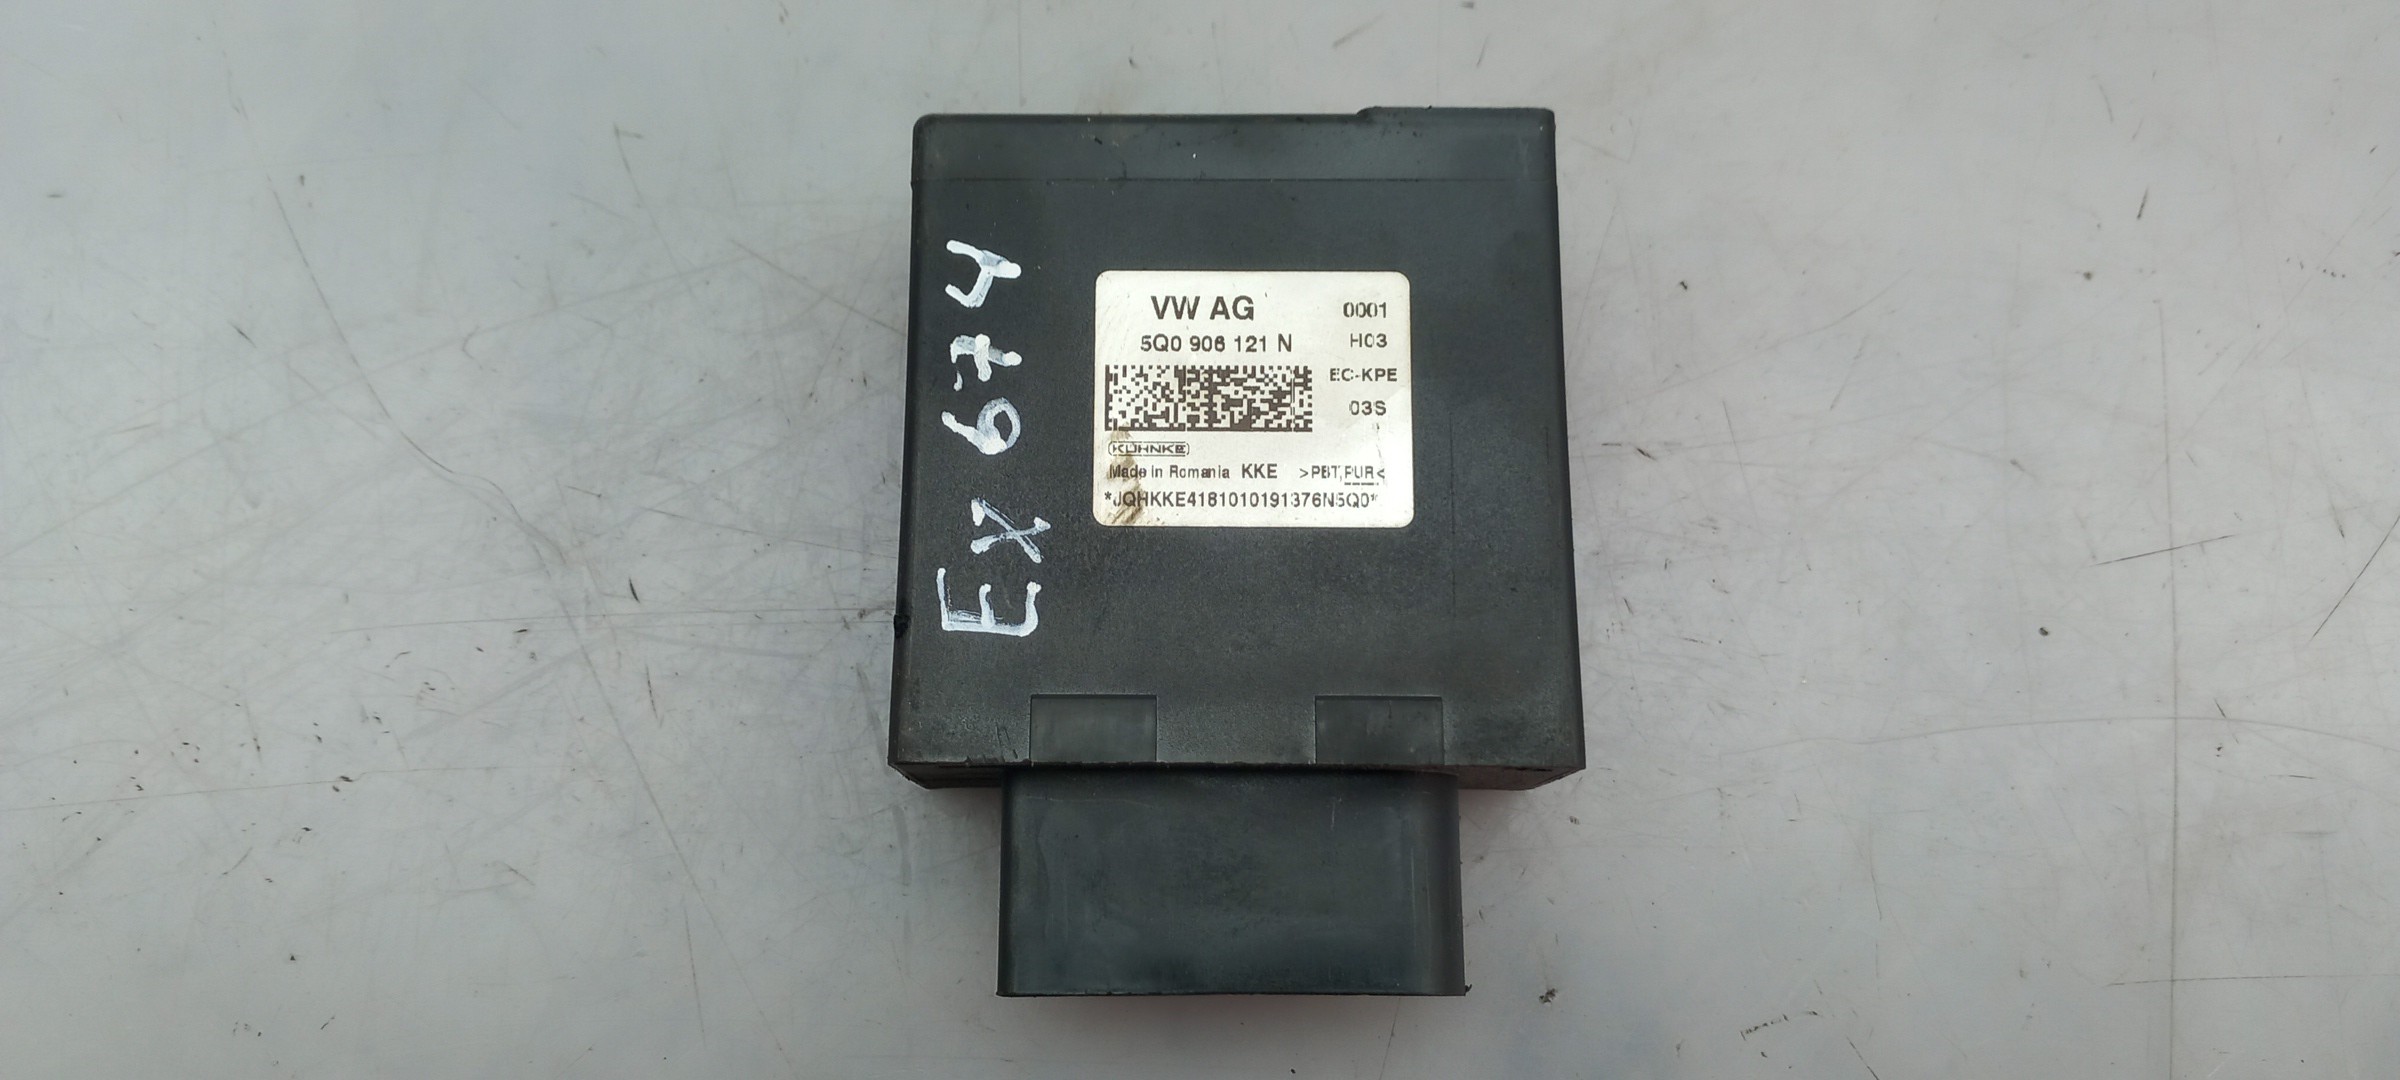 EX 674
VW AG
5Q0 906 121 N
0001
H03
EC-KPE
03S
KUHNKE
Made in Romania KKE >PBT,PUR<
*JQHKKE4181010191376N5Q0*